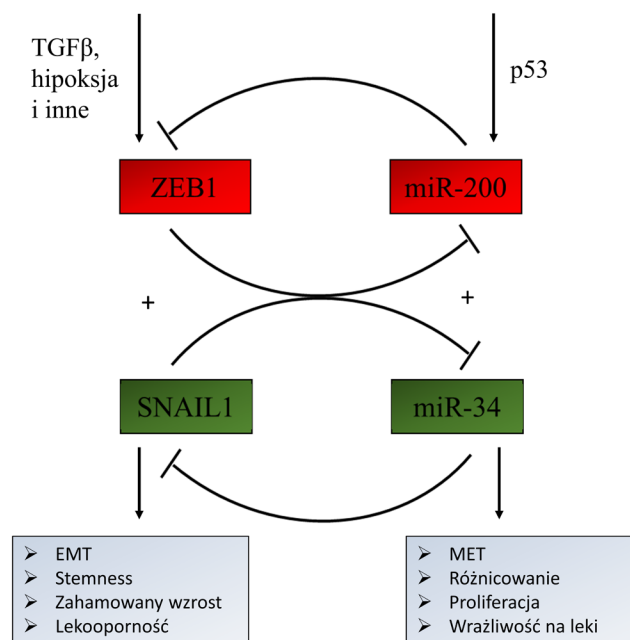 TGFβ,
hipoksja
i inne
p53
ZEB1
miR-200
+
+
SNAIL1
miR-34
➢ EMT
➢ Stemness
➢ Zahamowany wzrost
➢ Lekooporność
➢ MET
➢ Różnicowanie
➢ Proliferacja
➢ Wrażliwość na leki